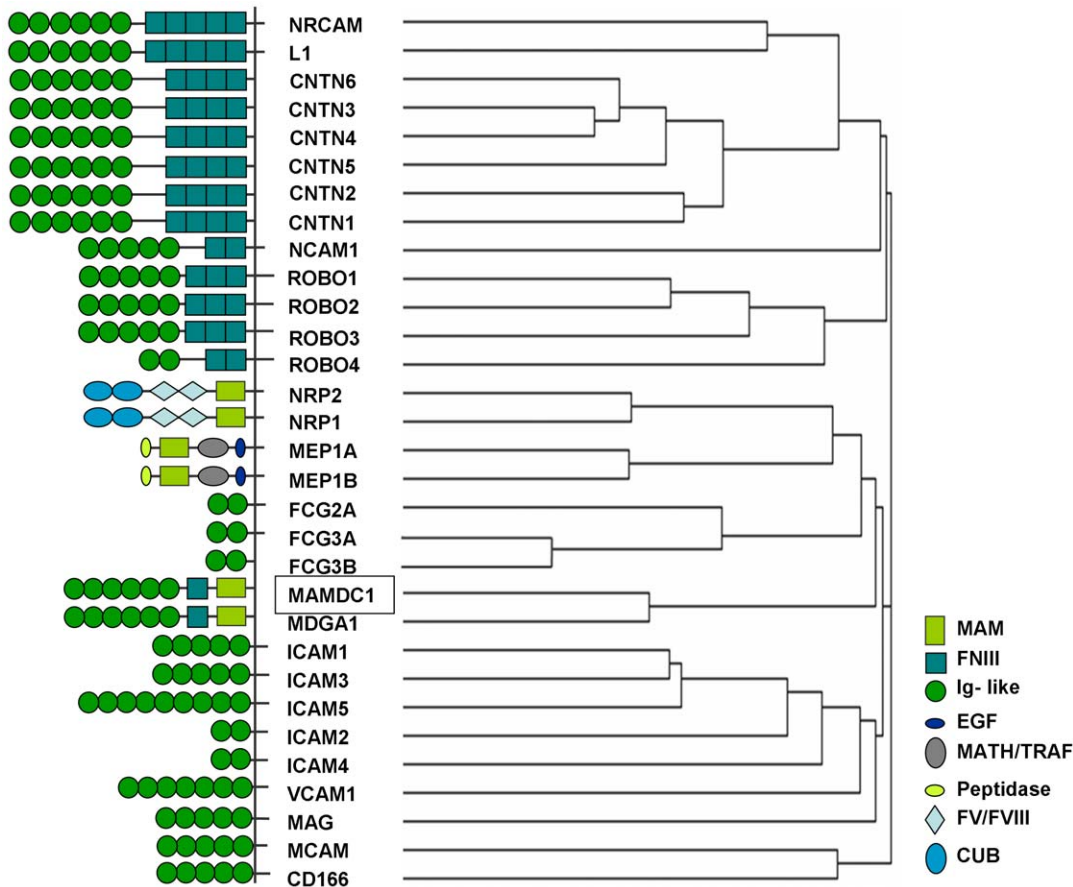 NRCAM
L1
CNTN6
CNTN3
CNTN4
CNTN5
CNTN2
CNTN1
NCAM1
ROBO1
ROBO2
ROBO3
ROBO4
NRP2
NRP1
MEP1A
MEP1B
FCG2A
FCG3A
FCG3B
MAMDC1
MDGA1
ICAM1
ICAM3
ICAM5
ICAM2
ICAM4
VCAM1
MAG
MCAM
CD166
MAM
FNIII
Ig- like
EGF
MATH/TRAF
Peptidase
FV/FVIII
CUB